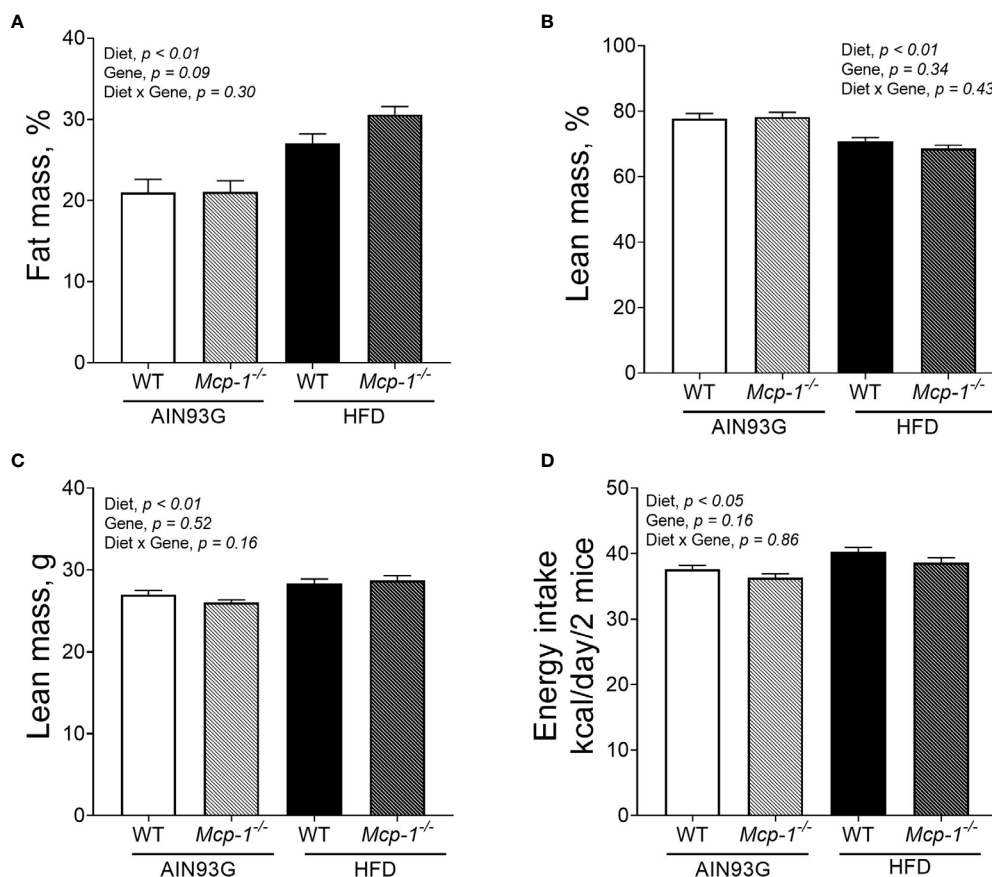 A
Fat mass, %
40
30
20
10
0
Diet, p < 0.01
Gene, p = 0.09
Diet x Gene, p = 0.30
WT Mcp-1-/- WT Mcp-1-/-
AIN93G HFD
B
Lean mass, %
100
80
60
40
20
0
Diet, p < 0.01
Gene, p = 0.34
Diet x Gene, p = 0.43
WT Mcp-1-/- WT Mcp-1-/-
AIN93G HFD
C
Lean mass, g
40
30
20
10
0
Diet, p < 0.01
Gene, p = 0.52
Diet x Gene, p = 0.16
WT Mcp-1-/- WT Mcp-1-/-
AIN93G HFD
D
Energy intake
kcal/day/2 mice
50
40
30
20
10
0
Diet, p < 0.05
Gene, p = 0.16
Diet x Gene, p = 0.86
WT Mcp-1-/- WT Mcp-1-/-
AIN93G HFD